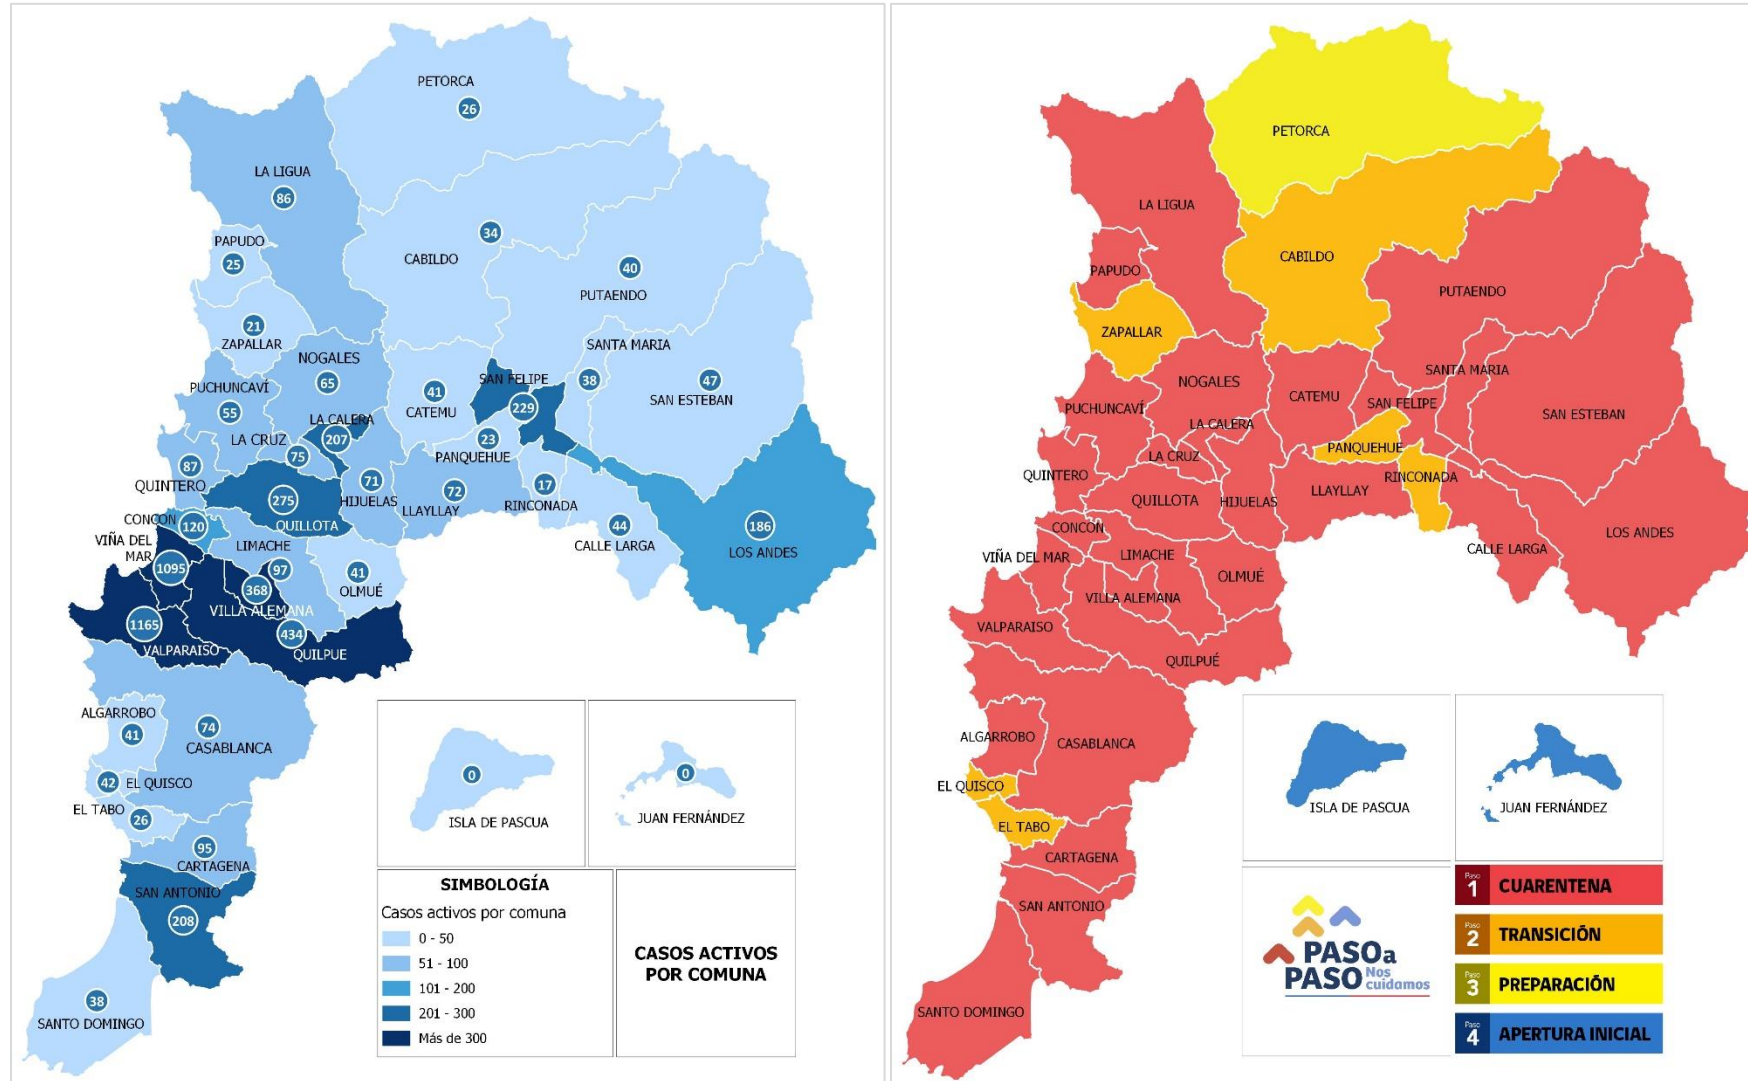 PETORCA
26
LA LIGUA
86
PAPUDO
25
34
CABILDO
40
PUTAENDO
21
ZAPALLAR
NOGALES
65
SANTA MARIA
38
47
SAN ESTEBAN
PUCHUNCAVÍ
55
41
CATEMU
SAN FELIPE
229
LA CALERA
207
LA CRUZ
75
23
PANQUEHUE
87
QUINTERO
71
HIJUELAS
72
LLAYLLAY
17
RINCONADA
275
QUILLOTA
CONCON
120
44
CALLE LARGA
186
LOS ANDES
VIÑA DEL
MAR
1095
LIMACHE
97
41
OLMUÉ
368
VILLA ALEMANA
1165
VALPARAISO
434
QUILPUE
ALGARROBO
41
74
CASABLANCA
42
EL QUISCO
EL TABO
26
95
CARTAGENA
SAN ANTONIO
208
38
SANTO DOMINGO
0
ISLA DE PASCUA
0
JUAN FERNÁNDEZ
SIMBOLOGÍA
Casos activos por comuna
0 - 50
51 - 100
101 - 200
201 - 300
Más de 300
CASOS ACTIVOS
POR COMUNA
PETORCA
LA LIGUA
CABILDO
PAPUDO
PUTAENDO
ZAPALLAR
SANTA MARIA
NOGALES
CATEMU
SAN FELIPE
SAN ESTEBAN
PUCHUNCAVÍ
LA CALERA
PANQUEHUE
LA CRUZ
QUINTERO
RINCONADA
LLAYLLAY
QUILLOTA
HIJUELAS
CONCÓN
LOS ANDES
CALLE LARGA
VIÑA DEL MAR
LIMACHE
OLMUÉ
VILLA ALEMANA
VALPARAISO
QUILPUÉ
ALGARROBO
CASABLANCA
EL QUISCO
EL TABO
CARTAGENA
SAN ANTONIO
SANTO DOMINGO
ISLA DE PASCUA
JUAN FERNÁNDEZ
PASO a
PASO Nos
cuidamos
Paso
1 CUARENTENA
Paso
2 TRANSICIÓN
Paso
3 PREPARACIÓN
Paso
4 APERTURA INICIAL